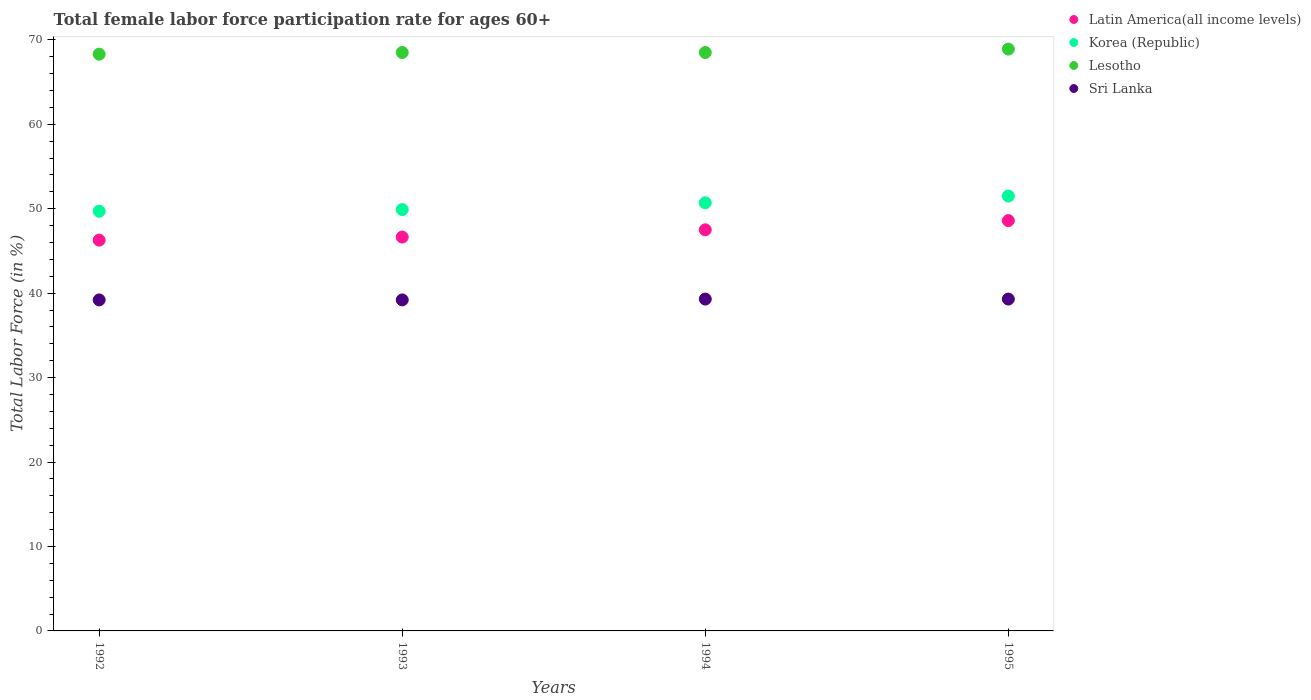 Total female labor force participation rate for ages 60+
Latin America(all income levels)
Korea (Republic)
Lesotho
Sri Lanka
Total Labor Force (in %)
70
60
50
40
30
20
10
0
1992
1993
1994
1995
Years